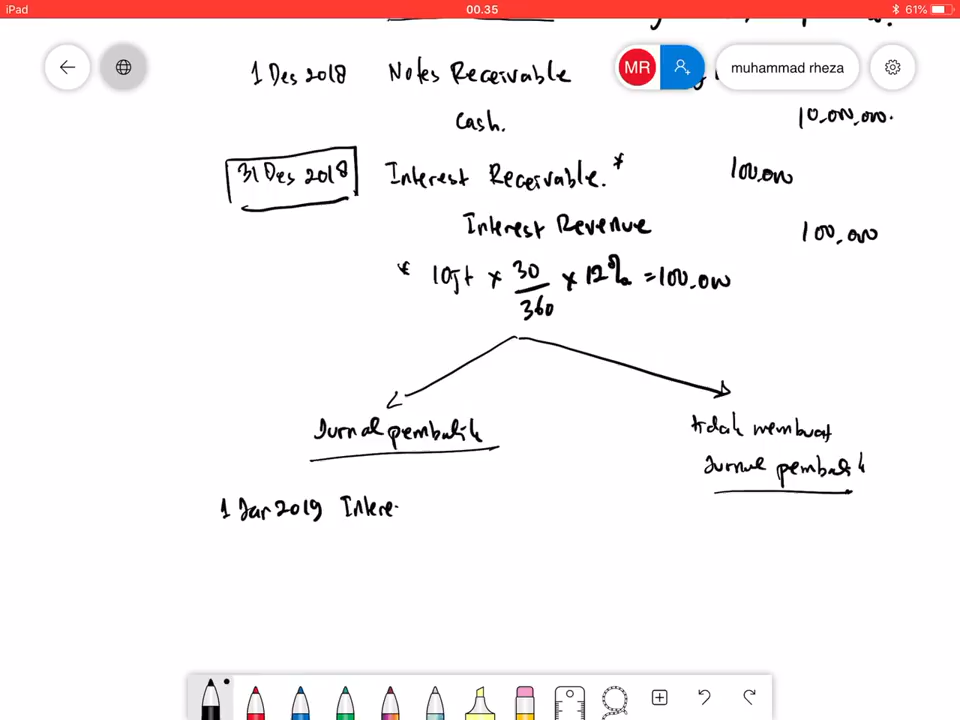 iPad 00.35 61%
MR muhammad rheza
1 Des 2018 Notes Receivable
Cash. 10.000.000.
31 Des 2018 Interest Receivable.* 100.000
Interest Revenue 100.000
* 10jt x 30/360 x 12% = 100.000
Jurnal pembalik
tidak membuat
Jurnal pembalik
1 Jan 2019 Intere